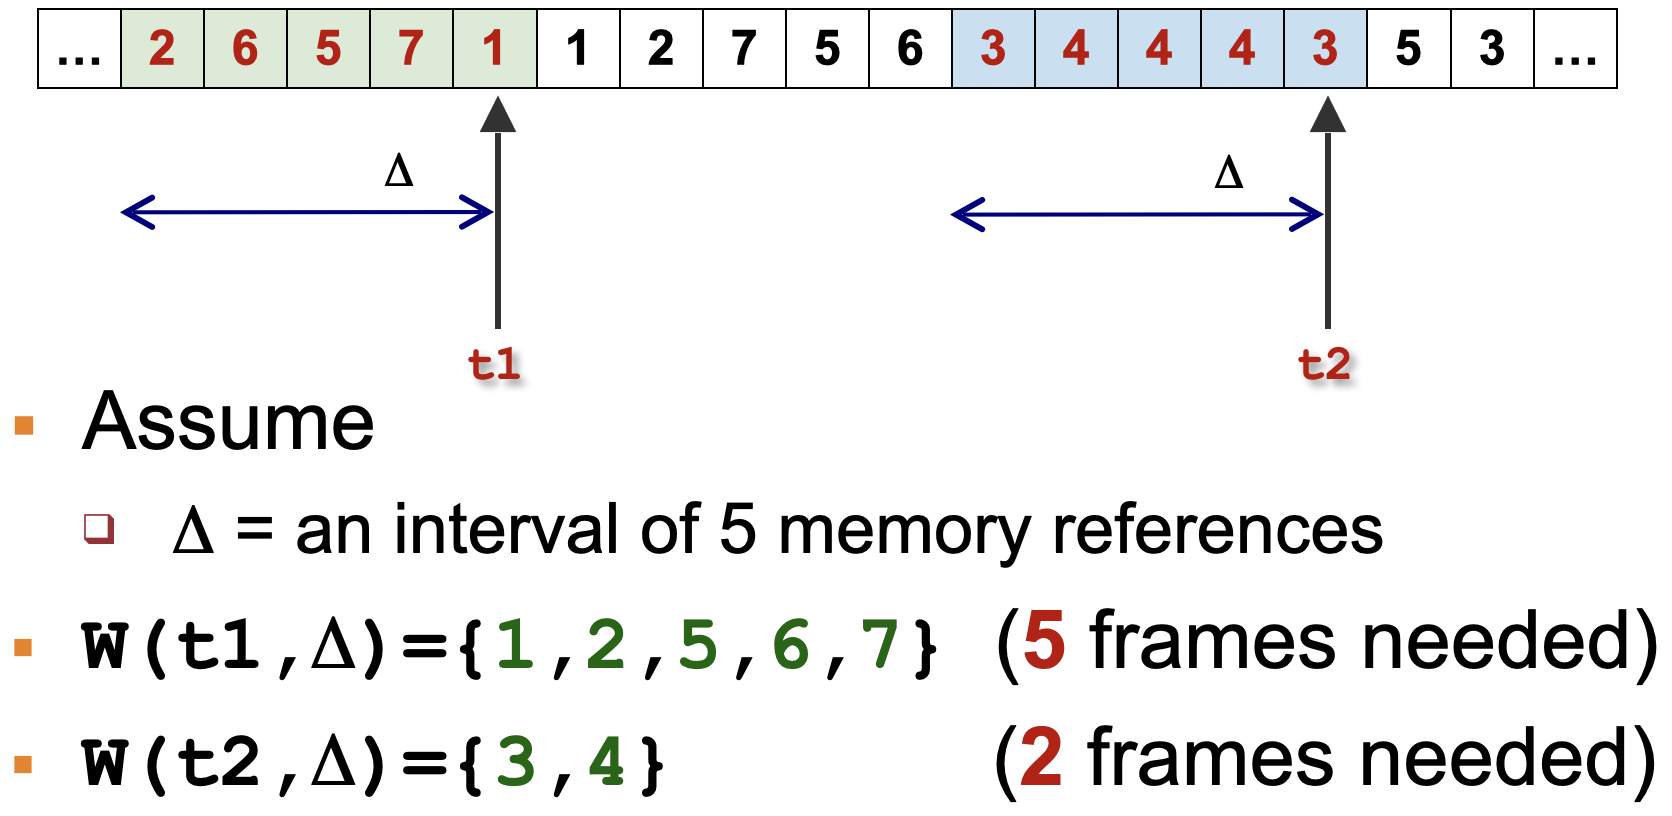 ... 2 6 5 7 1 1 2 7 5 6 3 4 4 4 3 5 3 ...
Δ Δ
t1 t2
Assume
Δ = an interval of 5 memory references
W(t1,Δ)={1,2,5,6,7} (5 frames needed)
W(t2,Δ)={3,4} (2 frames needed)